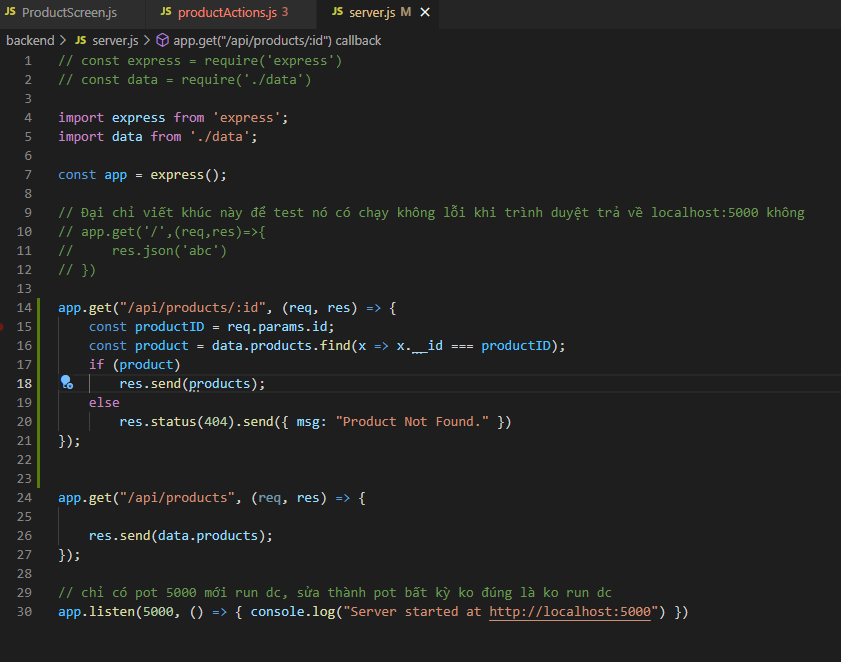 JS ProductScreen.js JS productActions.js 3 JS server.js M
backend > JS server.js > app.get("/api/products/:id") callback
1 // const express = require('express')
2 // const data = require('./data')
3
4 import express from 'express';
5 import data from './data';
6
7 const app = express();
8
9 // Đại chỉ viết khúc này để test nó có chạy không lỗi khi trình duyệt trả về localhost:5000 không
10 // app.get('/',(req,res)=>{
11 //     res.json('abc')
12 // })
13
14 app.get("/api/products/:id", (req, res) => {
15     const productID = req.params.id;
16     const product = data.products.find(x => x.__id === productID);
17     if (product)
18         res.send(products);
19     else
20         res.status(404).send({ msg: "Product Not Found." })
21 });
22
23
24 app.get("/api/products", (req, res) => {
25
26     res.send(data.products);
27 });
28
29 // chỉ có pot 5000 mới run dc, sửa thành pot bất kỳ ko đúng là ko run dc
30 app.listen(5000, () => { console.log("Server started at http://localhost:5000") })